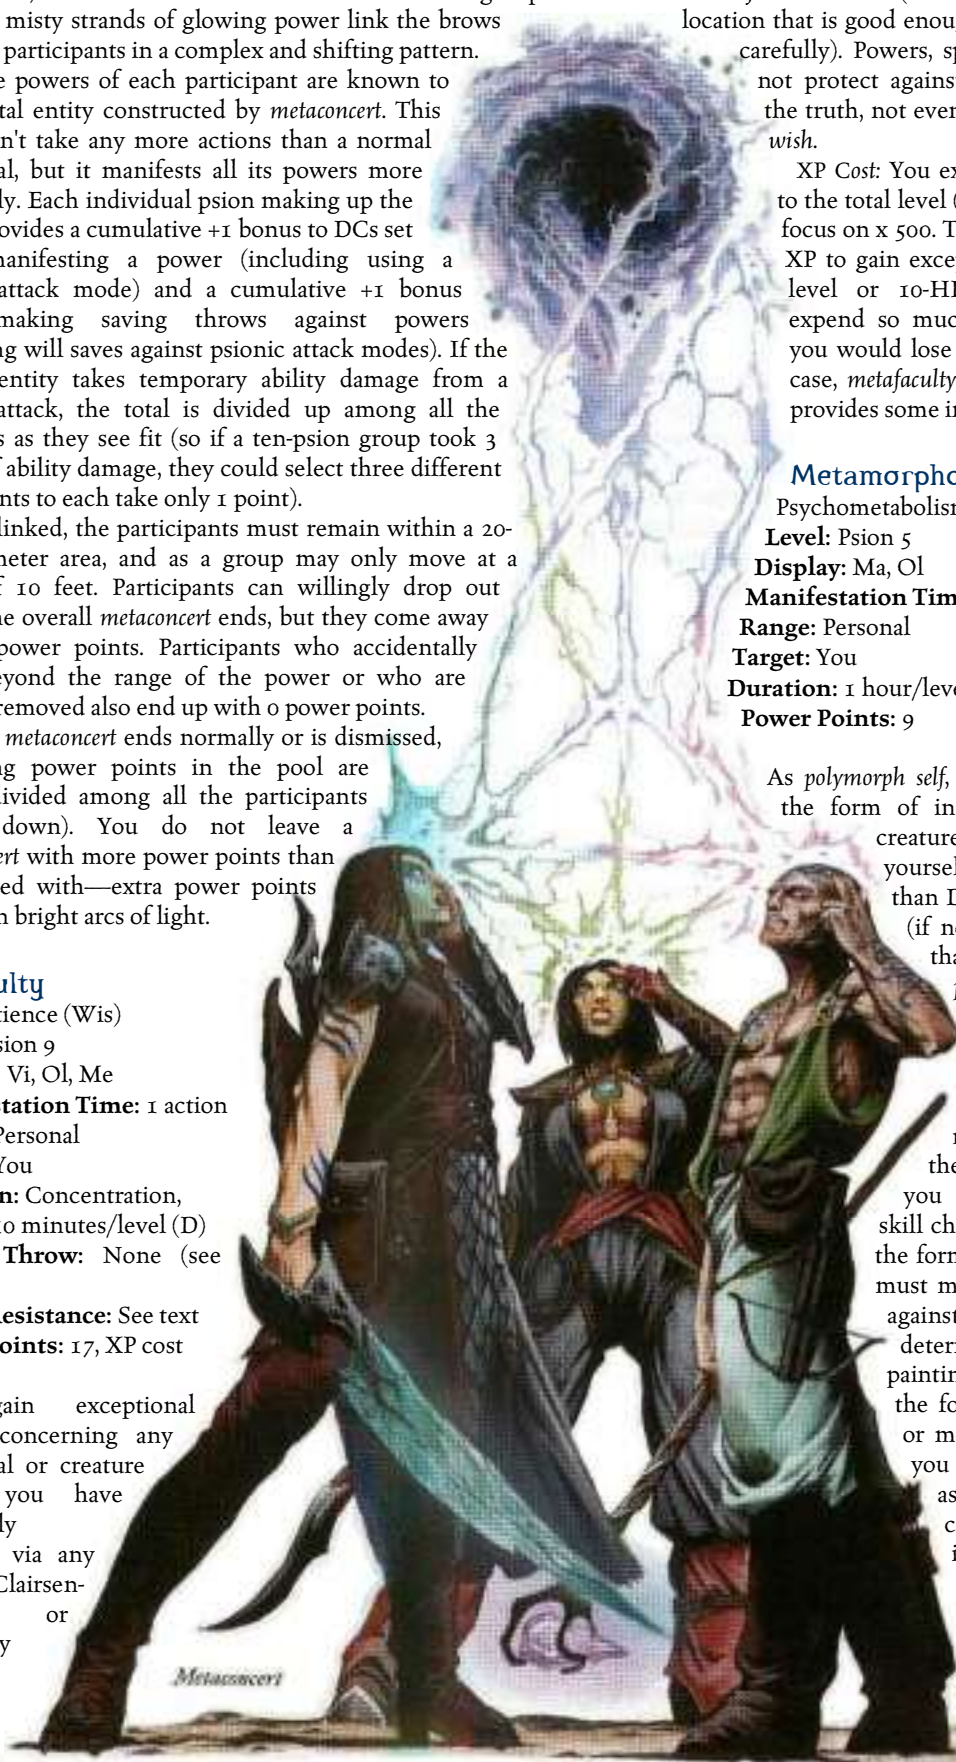 misty strands of glowing power link the brows
participants in a complex and shifting pattern.
e powers of each participant are known to
tal entity constructed by metaconcert. This
n't take any more actions than a normal
al, but it manifests all its powers more
ly. Each individual psion making up the
ovides a cumulative +1 bonus to DCs set
nanifesting a power (including using a
attack mode) and a cumulative +1 bonus
making saving throws against powers
ng will saves against psionic attack modes). If the
entity takes temporary ability damage from a
attack, the total is divided up among all the
s as they see fit (so if a ten-psion group took 3
f ability damage, they could select three different
nts to each take only 1 point).
linked, the participants must remain within a 20-
meter area, and as a group may only move at a
f 10 feet. Participants can willingly drop out
ne overall metaconcert ends, but they come away
power points. Participants who accidentally
eyond the range of the power or who are
removed also end up with 0 power points.
metaconcert ends normally or is dismissed,
ng power points in the pool are
divided among all the participants
down). You do not leave a
ert with more power points than
ed with—extra power points
n bright arcs of light.
ulty
tience (Wis)
sion 9
Vi, Ol, Me
station Time: 1 action
Personal
You
n: Concentration,
10 minutes/level (D)
Throw: None (see
Resistance: See text
oints: 17, XP cost
gain exceptional
concerning any
al or creature
you have
ly
via any
Clairsen-
or
y
Metaconcert
location that is good enou
carefully). Powers, sp
not protect against
the truth, not even
wish.
XP Cost: You ex
to the total level (
focus on x 500. T
XP to gain excep
level or 10-HI
expend so much
you would lose
case, metafaculty
provides some in
Metamorpho
Psychometabolism
Level: Psion 5
Display: Ma, Ol
Manifestation Tim
Range: Personal
Target: You
Duration: 1 hour/leve
Power Points: 9
As polymorph self,
the form of in
creature
yoursel
than D
(if no
tha
the
you
skill ch
the form
must m
against
deter
paintin
the fo
or m
you
as
c
i